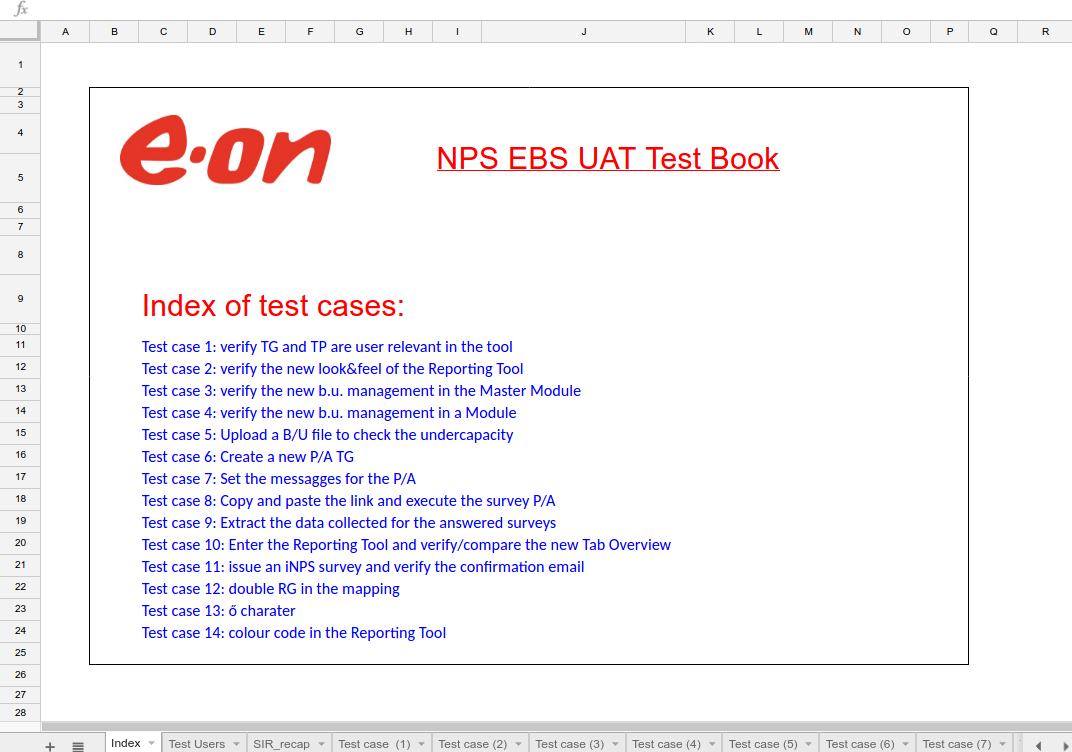 fx
A B C D E F G H I J K L M N O P Q R
1
2
3
4
e·on
NPS EBS UAT Test Book
5
6
7
8
9
Index of test cases:
10
11
Test case 1: verify TG and TP are user relevant in the tool
12
Test case 2: verify the new look&feel of the Reporting Tool
13
Test case 3: verify the new b.u. management in the Master Module
14
Test case 4: verify the new b.u. management in a Module
15
Test case 5: Upload a B/U file to check the undercapacity
16
Test case 6: Create a new P/A TG
17
Test case 7: Set the messagges for the P/A
18
Test case 8: Copy and paste the link and execute the survey P/A
19
Test case 9: Extract the data collected for the answered surveys
20
Test case 10: Enter the Reporting Tool and verify/compare the new Tab Overview
21
Test case 11: issue an iNPS survey and verify the confirmation email
22
Test case 12: double RG in the mapping
23
Test case 13: ő charater
24
Test case 14: colour code in the Reporting Tool
25
26
27
28
Index Test Users SIR_recap Test case (1) Test case (2) Test case (3) Test case (4) Test case (5) Test case (6) Test case (7)